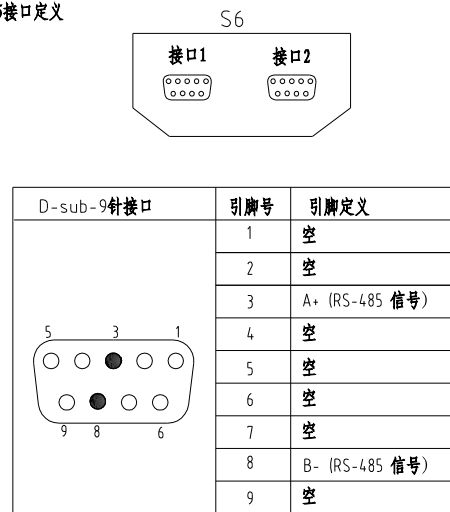 接口定义
S6
接口1 接口2
D-sub-9针接口 引脚号 引脚定义
1 空
2 空
3 A+ (RS-485 信号)
4 空
5 空
6 空
7 空
8 B- (RS-485 信号)
9 空
5 3 1
9 8 6